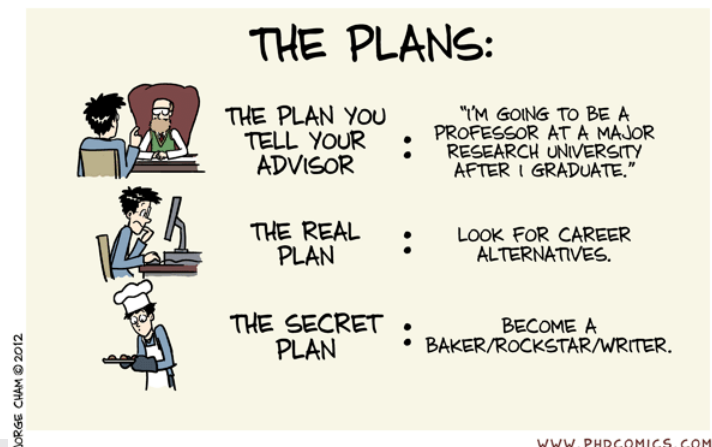 THE PLANS:
THE PLAN YOU
TELL YOUR
ADVISOR
:
"I'M GOING TO BE A
PROFESSOR AT A MAJOR
RESEARCH UNIVERSITY
AFTER I GRADUATE."
THE REAL
PLAN
:
LOOK FOR CAREER
ALTERNATIVES.
THE SECRET
PLAN
:
BECOME A
BAKER/ROCKSTAR/WRITER.
ORGE CHAM © 2012
WWW.PHDCOMICS.COM